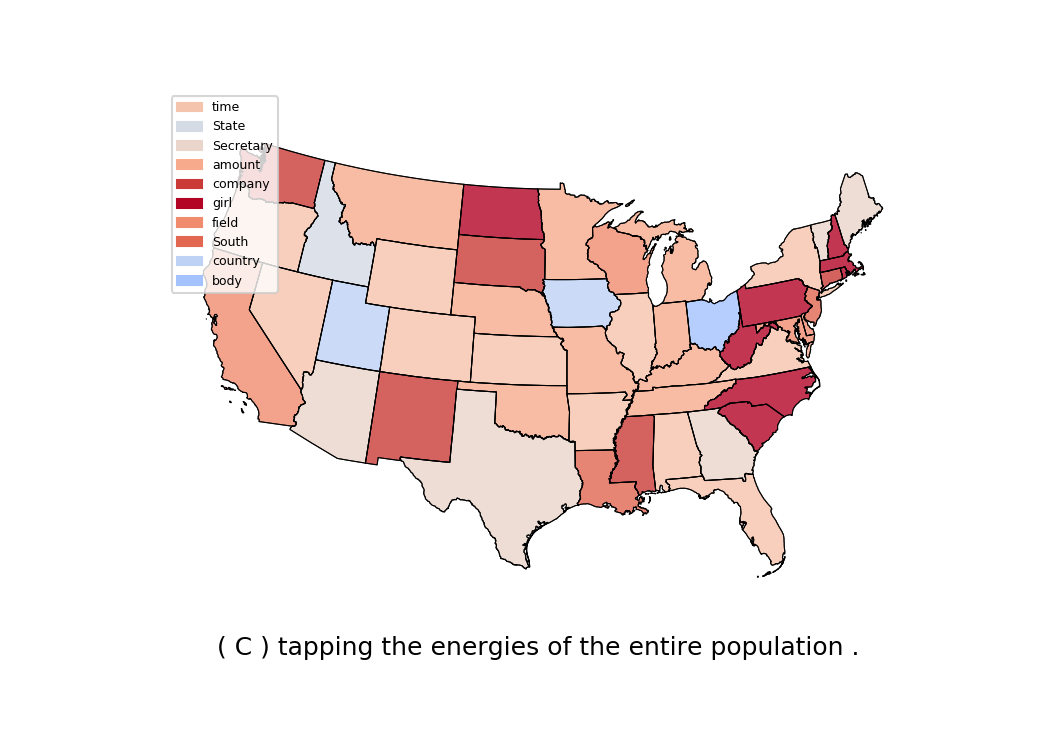 time
State
Secretary
amount
company
girl
field
South
country
body
( C ) tapping the energies of the entire population .